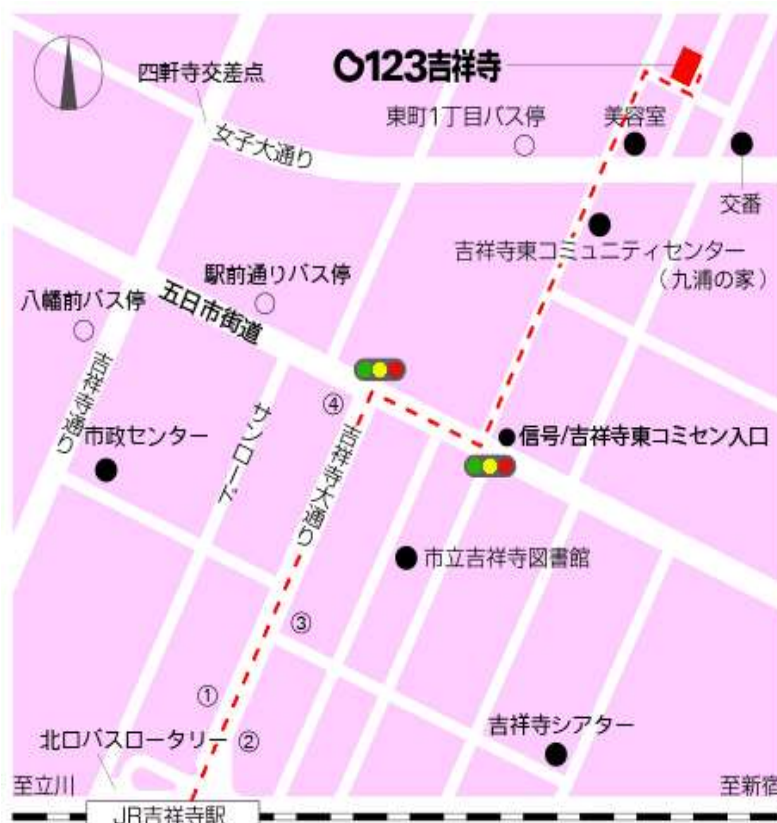 四軒寺交差点
123吉祥寺
東町1丁目バス停
美容室
女子大通り
交番
吉祥寺東コミュニティセンター
（九浦の家）
駅前通りバス停
八幡前バス停
五日市街道
吉祥寺通り
④
サンロード
吉祥寺大通り
信号/吉祥寺東コミセン入口
市政センター
市立吉祥寺図書館
③
①
吉祥寺シアター
北口バスロータリー
②
至立川
至新宿
JR吉祥寺駅